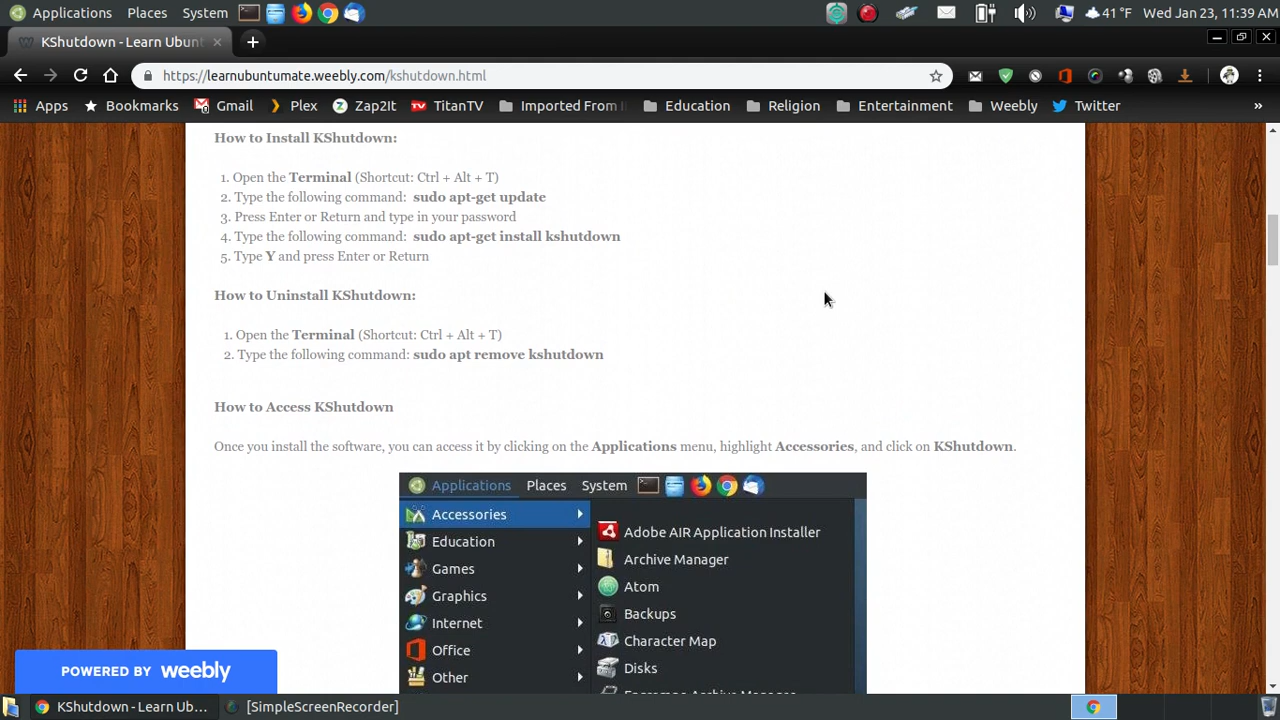 Applications Places System 41 °F Wed Jan 23, 11:39 AM
KShutdown - Learn Ubunt
https://learnubuntumate.weebly.com/kshutdown.html
Apps Bookmarks Gmail Plex Zap2It TitanTV Imported From I Education Religion Entertainment Weebly Twitter »
How to Install KShutdown:
1. Open the Terminal (Shortcut: Ctrl + Alt + T)
2. Type the following command: sudo apt-get update
3. Press Enter or Return and type in your password
4. Type the following command: sudo apt-get install kshutdown
5. Type Y and press Enter or Return
How to Uninstall KShutdown:
1. Open the Terminal (Shortcut: Ctrl + Alt + T)
2. Type the following command: sudo apt remove kshutdown
How to Access KShutdown
Once you install the software, you can access it by clicking on the Applications menu, highlight Accessories, and click on KShutdown.
Applications Places System
Accessories
Education
Games
Graphics
Internet
Office
Other
Adobe AIR Application Installer
Archive Manager
Atom
Backups
Character Map
Disks
POWERED BY weebly
KShutdown - Learn Ub... [SimpleScreenRecorder]